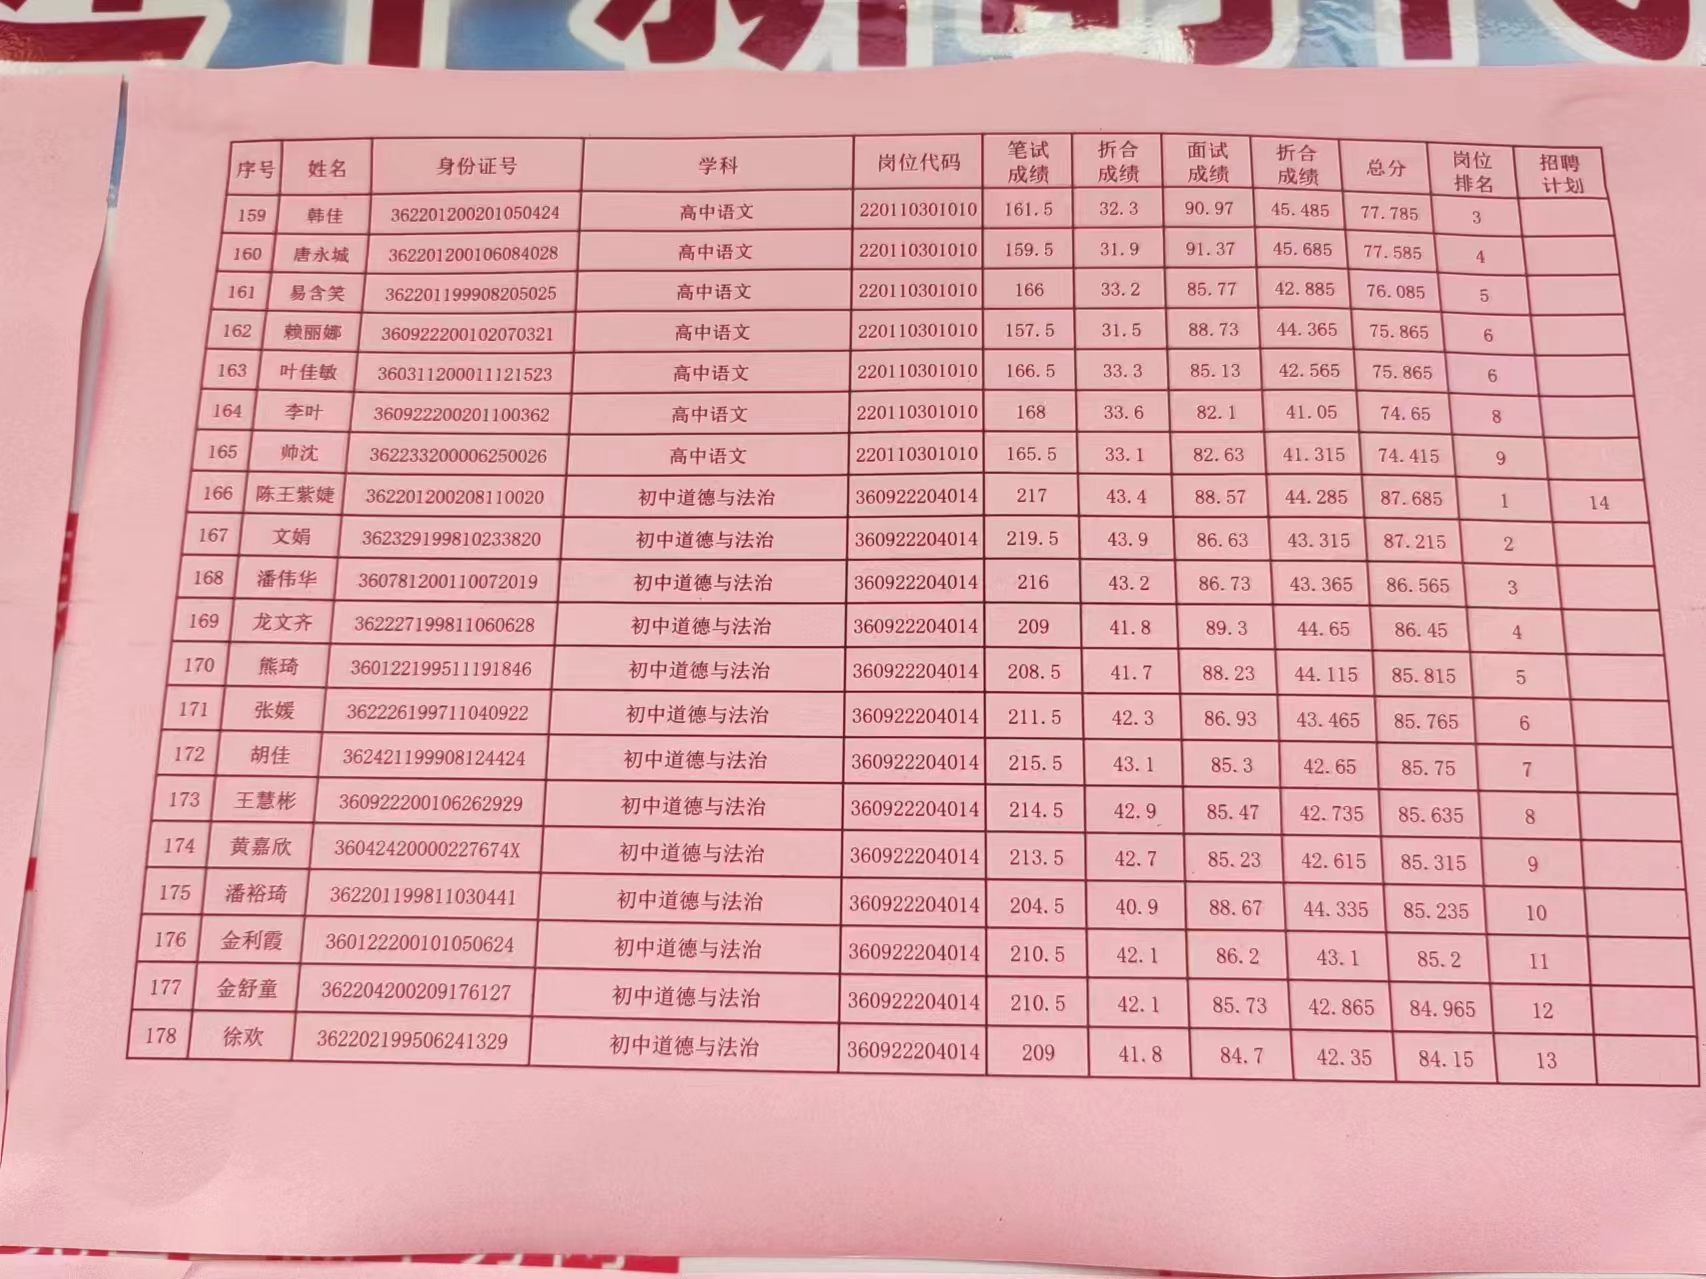 序号 姓名 身份证号 学科 岗位代码 笔试成绩 折合成绩 面试成绩 折合成绩 总分 岗位排名 招聘计划
159 韩佳 362201200201050424 高中语文 220110301010 161.5 32.3 90.97 45.485 77.785 3
160 唐永城 362201200106084028 高中语文 220110301010 159.5 31.9 91.37 45.685 77.585 4
161 易含笑 362201199908205025 高中语文 220110301010 166 33.2 85.77 42.885 76.085 5
162 赖丽娜 360922200102070321 高中语文 220110301010 157.5 31.5 88.73 44.365 75.865 6
163 叶佳敏 360311200011121523 高中语文 220110301010 166.5 33.3 85.13 42.565 75.865 6
164 李叶 360922200201100362 高中语文 220110301010 168 33.6 82.1 41.05 74.65 8
165 帅沈 362233200006250026 高中语文 220110301010 165.5 33.1 82.63 41.315 74.415 9
166 陈王紫婕 362201200208110020 初中道德与法治 360922204014 217 43.4 88.57 44.285 87.685 1 14
167 文娟 362329199810233820 初中道德与法治 360922204014 219.5 43.9 86.63 43.315 87.215 2
168 潘伟华 360781200110072019 初中道德与法治 360922204014 216 43.2 86.73 43.365 86.565 3
169 龙文齐 362227199811060628 初中道德与法治 360922204014 209 41.8 89.3 44.65 86.45 4
170 熊琦 360122199511191846 初中道德与法治 360922204014 208.5 41.7 88.23 44.115 85.815 5
171 张媛 362226199711040922 初中道德与法治 360922204014 211.5 42.3 86.93 43.465 85.765 6
172 胡佳 362421199908124424 初中道德与法治 360922204014 215.5 43.1 85.3 42.65 85.75 7
173 王慧彬 360922200106262929 初中道德与法治 360922204014 214.5 42.9 85.47 42.735 85.635 8
174 黄嘉欣 36042420000227674X 初中道德与法治 360922204014 213.5 42.7 85.23 42.615 85.315 9
175 潘裕琦 362201199811030441 初中道德与法治 360922204014 204.5 40.9 88.67 44.335 85.235 10
176 金利霞 360122200101050624 初中道德与法治 360922204014 210.5 42.1 86.2 43.1 85.2 11
177 金舒童 362204200209176127 初中道德与法治 360922204014 210.5 42.1 85.73 42.865 84.965 12
178 徐欢 362202199506241329 初中道德与法治 360922204014 209 41.8 84.7 42.35 84.15 13